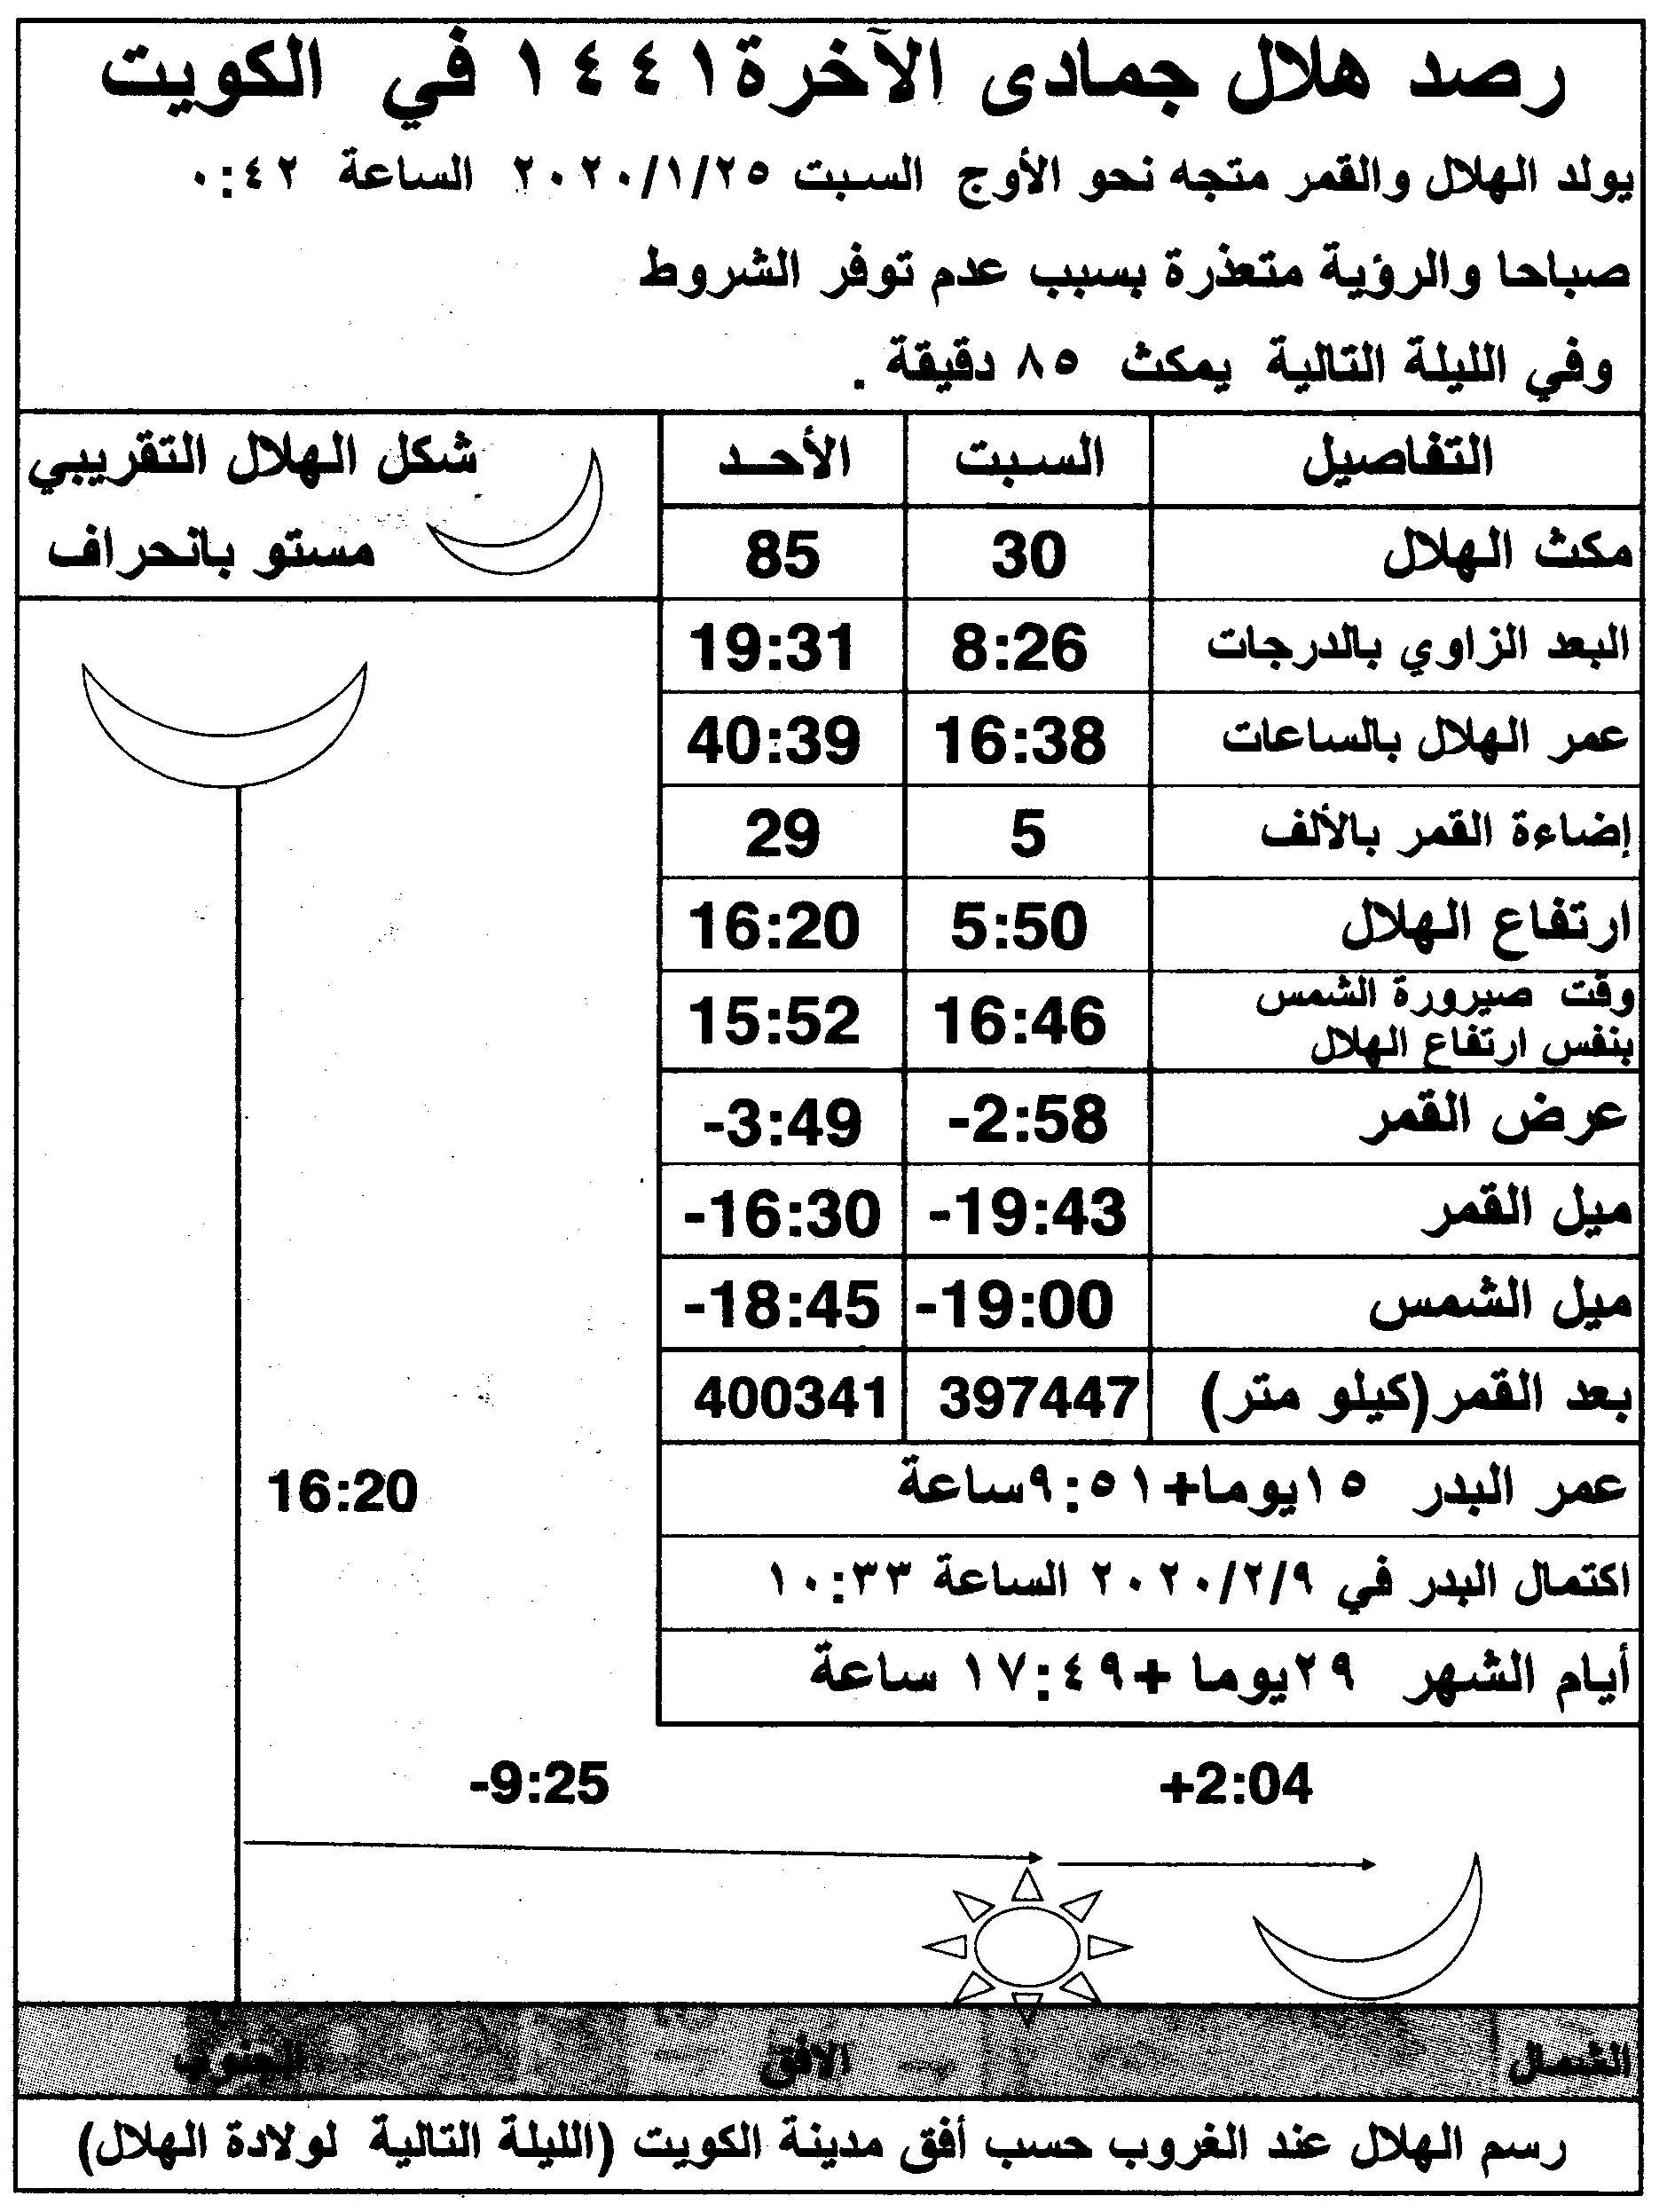 رصد هلال جمادى الآخرة ١٤٤١ في الكويت
يولد الهلال والقمر متجه نحو الأوج السبت ٢٠٢٠/١/٢٥ الساعة ٠:٤٢
صباحا والرؤية متعذرة بسبب عدم توفر الشروط
وفي الليلة التالية يمكث ٨٥ دقيقة .
التفاصيل السبت الأحد
شكل الهلال التقريبي
مستو بانحراف
مكث الهلال 30 85
البعد الزاوي بالدرجات 8:26 19:31
عمر الهلال بالساعات 16:38 40:39
إضاءة القمر بالألف 5 29
ارتفاع الهلال 5:50 16:20
وقت صيرورة الشمس
بنفس ارتفاع الهلال 16:46 15:52
عرض القمر -2:58 -3:49
ميل القمر -19:43 -16:30
ميل الشمس -19:00 -18:45
بعد القمر(كيلو متر) 397447 400341
عمر البدر ١٥يوما+٩:٥١ساعة
16:20
اكتمال البدر في ٢٠٢٠/٢/٩ الساعة ١٠:٣٣
أيام الشهر ٢٩يوما +١٧:٤٩ ساعة
+2:04 -9:25
الشمال الافق الجنوب
رسم الهلال عند الغروب حسب أفق مدينة الكويت (الليلة التالية لولادة الهلال)